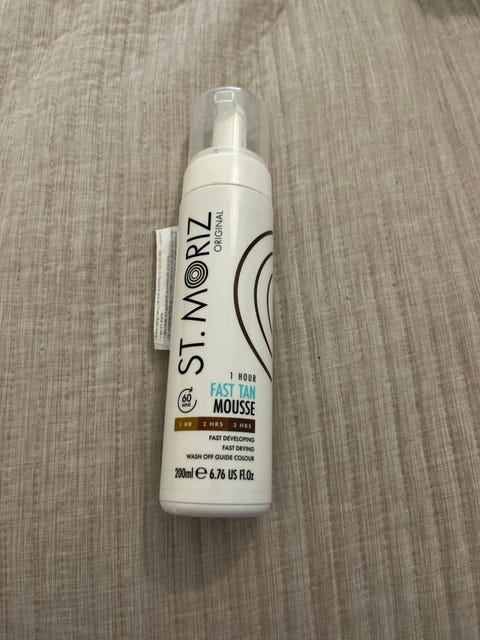 ST. MORIZ
ORIGINAL
1 HOUR
FAST TAN
MOUSSE
60
MINS
1 HR 2 HRS 3 HRS
FAST DEVELOPING
FAST DRYING
WASH OFF GUIDE COLOUR
200ml e 6.76 US Fl.Oz